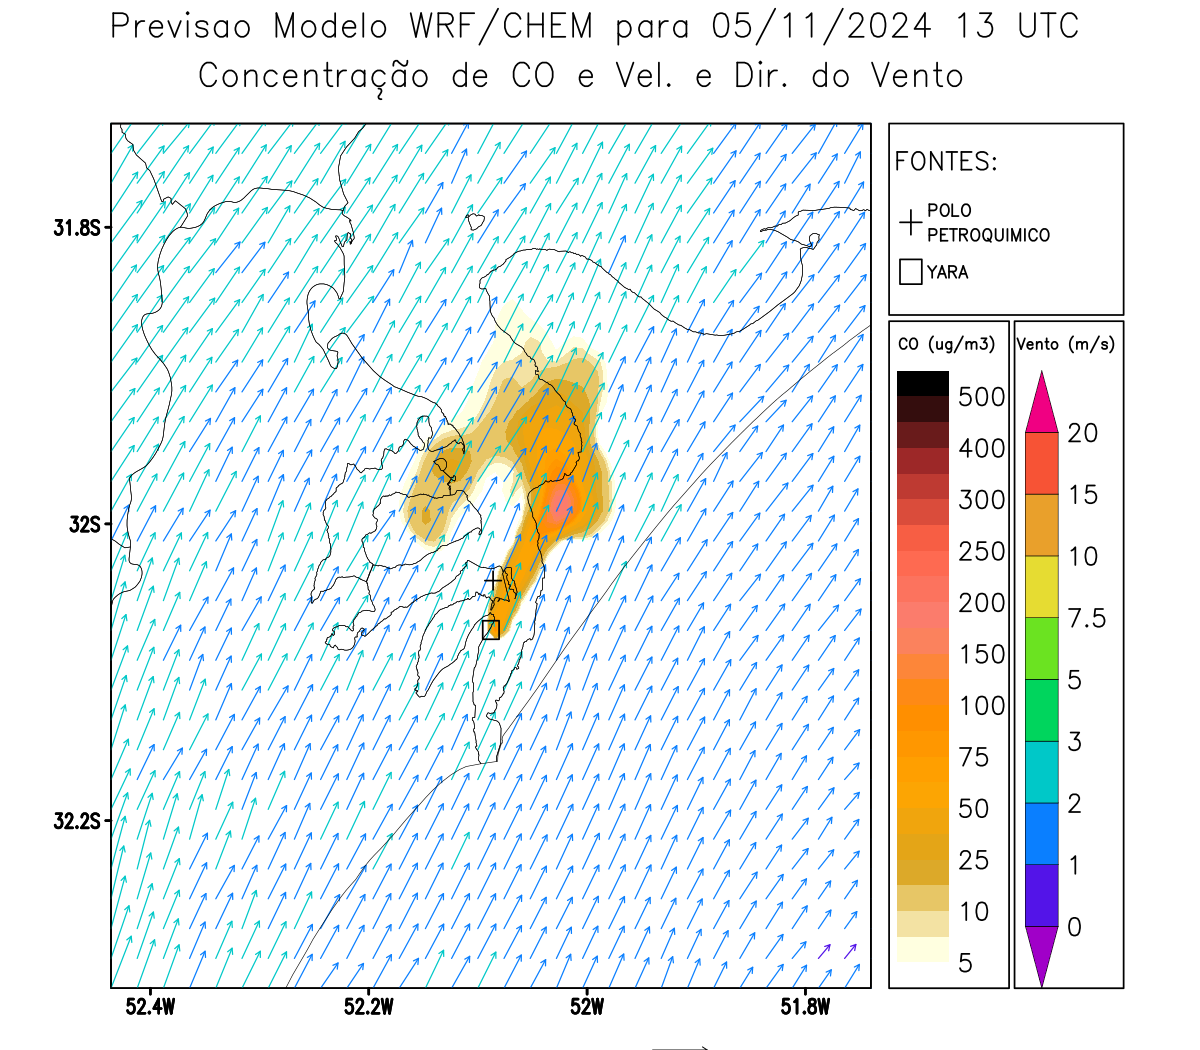 Previsao Modelo WRF/CHEM para 05/11/2024 13 UTC
Concentração de CO e Vel. e Dir. do Vento
FONTES:
POLO
PETROQUIMICO
YARA
CO (ug/m3)
500
400
300
250
200
150
100
75
50
25
10
5
Vento (m/s)
20
15
10
7.5
5
3
2
1
0
31.8S
32S
32.2S
52.4W
52.2W
52W
51.8W